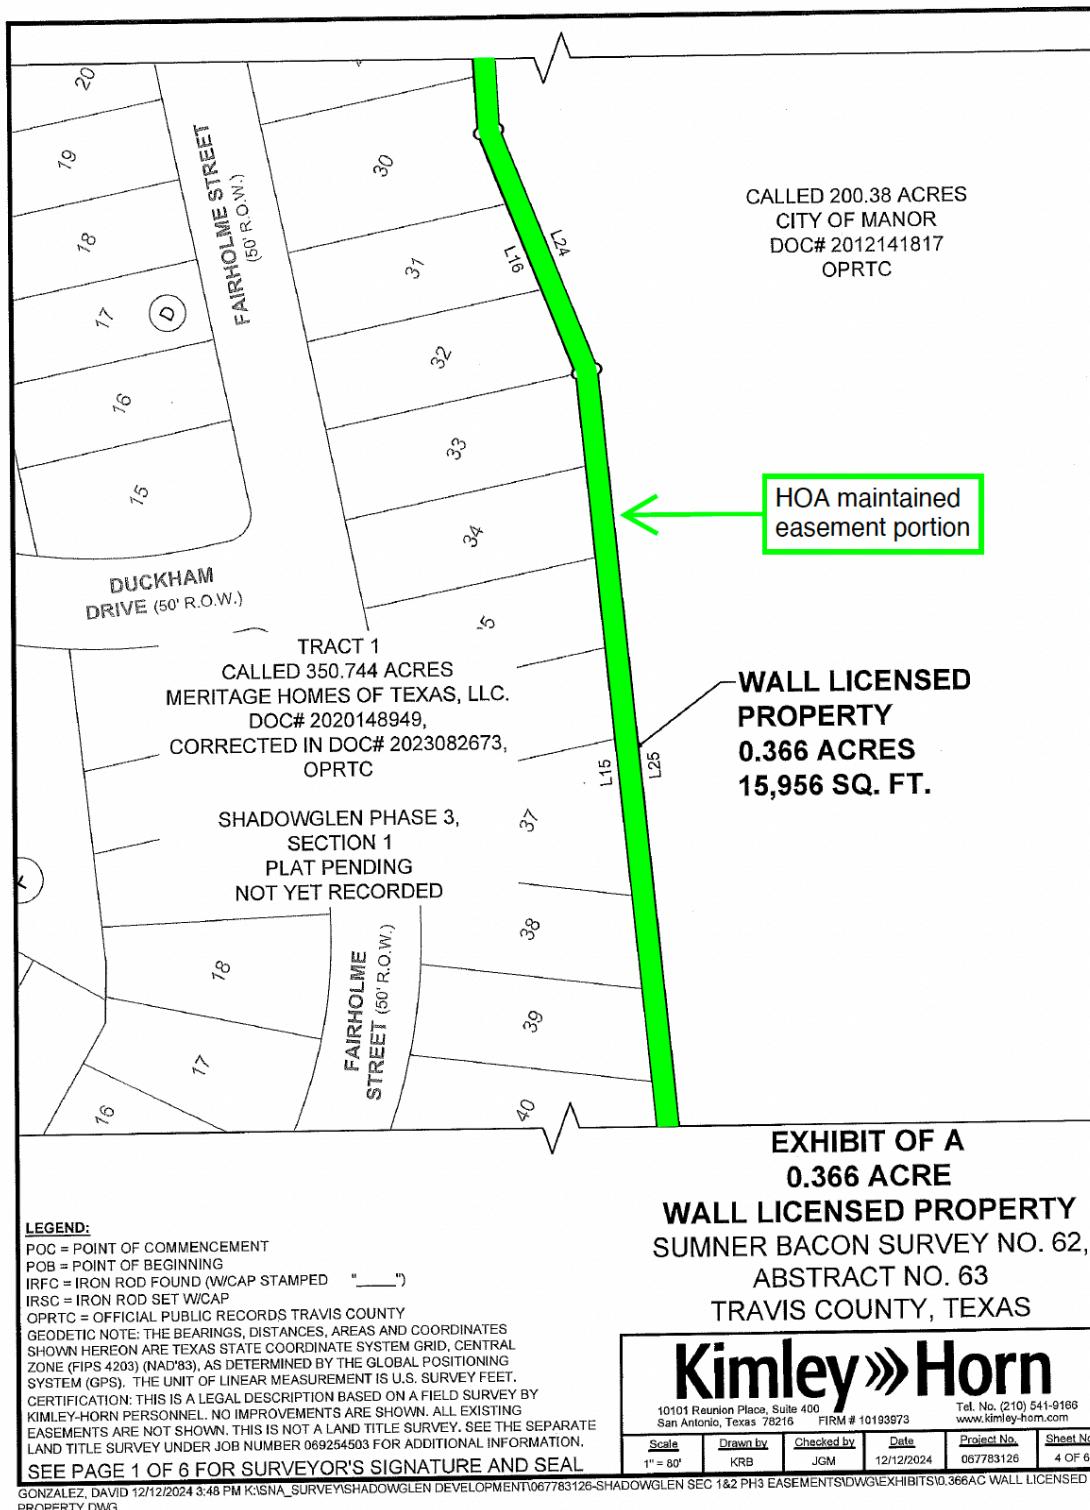 20
19
18
17
16
15
D
FAIRHOLME STREET
(50' R.O.W.)
30
31
32
33
34
L16
L24
CALLED 200.38 ACRES
CITY OF MANOR
DOC# 2012141817
OPRTC
HOA maintained
easement portion
DUCKHAM
DRIVE (50' R.O.W.)
TRACT 1
CALLED 350.744 ACRES
MERITAGE HOMES OF TEXAS, LLC.
DOC# 2020148949,
CORRECTED IN DOC# 2023082673,
OPRTC
WALL LICENSED
PROPERTY
0.366 ACRES
15,956 SQ. FT.
L15
L25
SHADOWGLEN PHASE 3,
SECTION 1
PLAT PENDING
NOT YET RECORDED
37
38
39
40
18
17
16
FAIRHOLME
STREET (50' R.O.W.)
EXHIBIT OF A
0.366 ACRE
WALL LICENSED PROPERTY
SUMNER BACON SURVEY NO. 62,
ABSTRACT NO. 63
TRAVIS COUNTY, TEXAS
LEGEND:
POC = POINT OF COMMENCEMENT
POB = POINT OF BEGINNING
IRFC = IRON ROD FOUND (W/CAP STAMPED "_____")
IRSC = IRON ROD SET W/CAP
OPRTC = OFFICIAL PUBLIC RECORDS TRAVIS COUNTY
GEODETIC NOTE: THE BEARINGS, DISTANCES, AREAS AND COORDINATES
SHOWN HEREON ARE TEXAS STATE COORDINATE SYSTEM GRID, CENTRAL
ZONE (FIPS 4203) (NAD'83), AS DETERMINED BY THE GLOBAL POSITIONING
SYSTEM (GPS). THE UNIT OF LINEAR MEASUREMENT IS U.S. SURVEY FEET.
CERTIFICATION: THIS IS A LEGAL DESCRIPTION BASED ON A FIELD SURVEY BY
KIMLEY-HORN PERSONNEL. NO IMPROVEMENTS ARE SHOWN. ALL EXISTING
EASEMENTS ARE NOT SHOWN. THIS IS NOT A LAND TITLE SURVEY. SEE THE SEPARATE
LAND TITLE SURVEY UNDER JOB NUMBER 069254503 FOR ADDITIONAL INFORMATION.
SEE PAGE 1 OF 6 FOR SURVEYOR'S SIGNATURE AND SEAL
Kimley»Horn
10101 Reunion Place, Suite 400
San Antonio, Texas 78216 FIRM # 10193973
Tel. No. (210) 541-9166
www.kimley-horn.com
Scale Drawn by Checked by Date Project No. Sheet No
1" = 80' KRB JGM 12/12/2024 067783126 4 OF 6
GONZALEZ, DAVID 12/12/2024 3:48 PM K:\SNA_SURVEY\SHADOWGLEN DEVELOPMENT\067783126-SHADOWGLEN SEC 1&2 PH3 EASEMENTS\DWG\EXHIBITS\0.366AC WALL LICENSED
PROPERTY.DWG